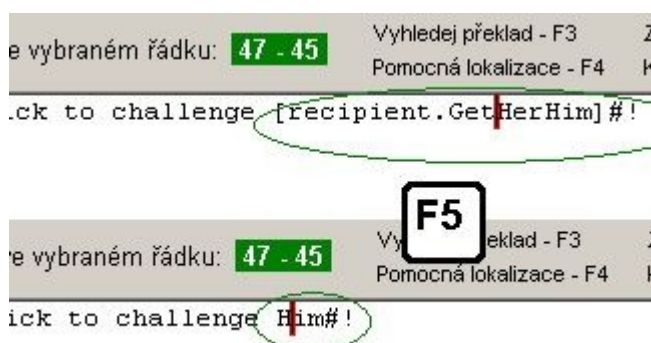 e vybraném řádku: 47 - 45
Vyhledej překlad - F3
Pomocná lokalizace - F4
ck to challenge [recipient.GetHerHim]#!
F5
e vybraném řádku: 47 - 45
Vy eklad - F3
Pomocná lokalizace - F4
ick to challenge Him#!